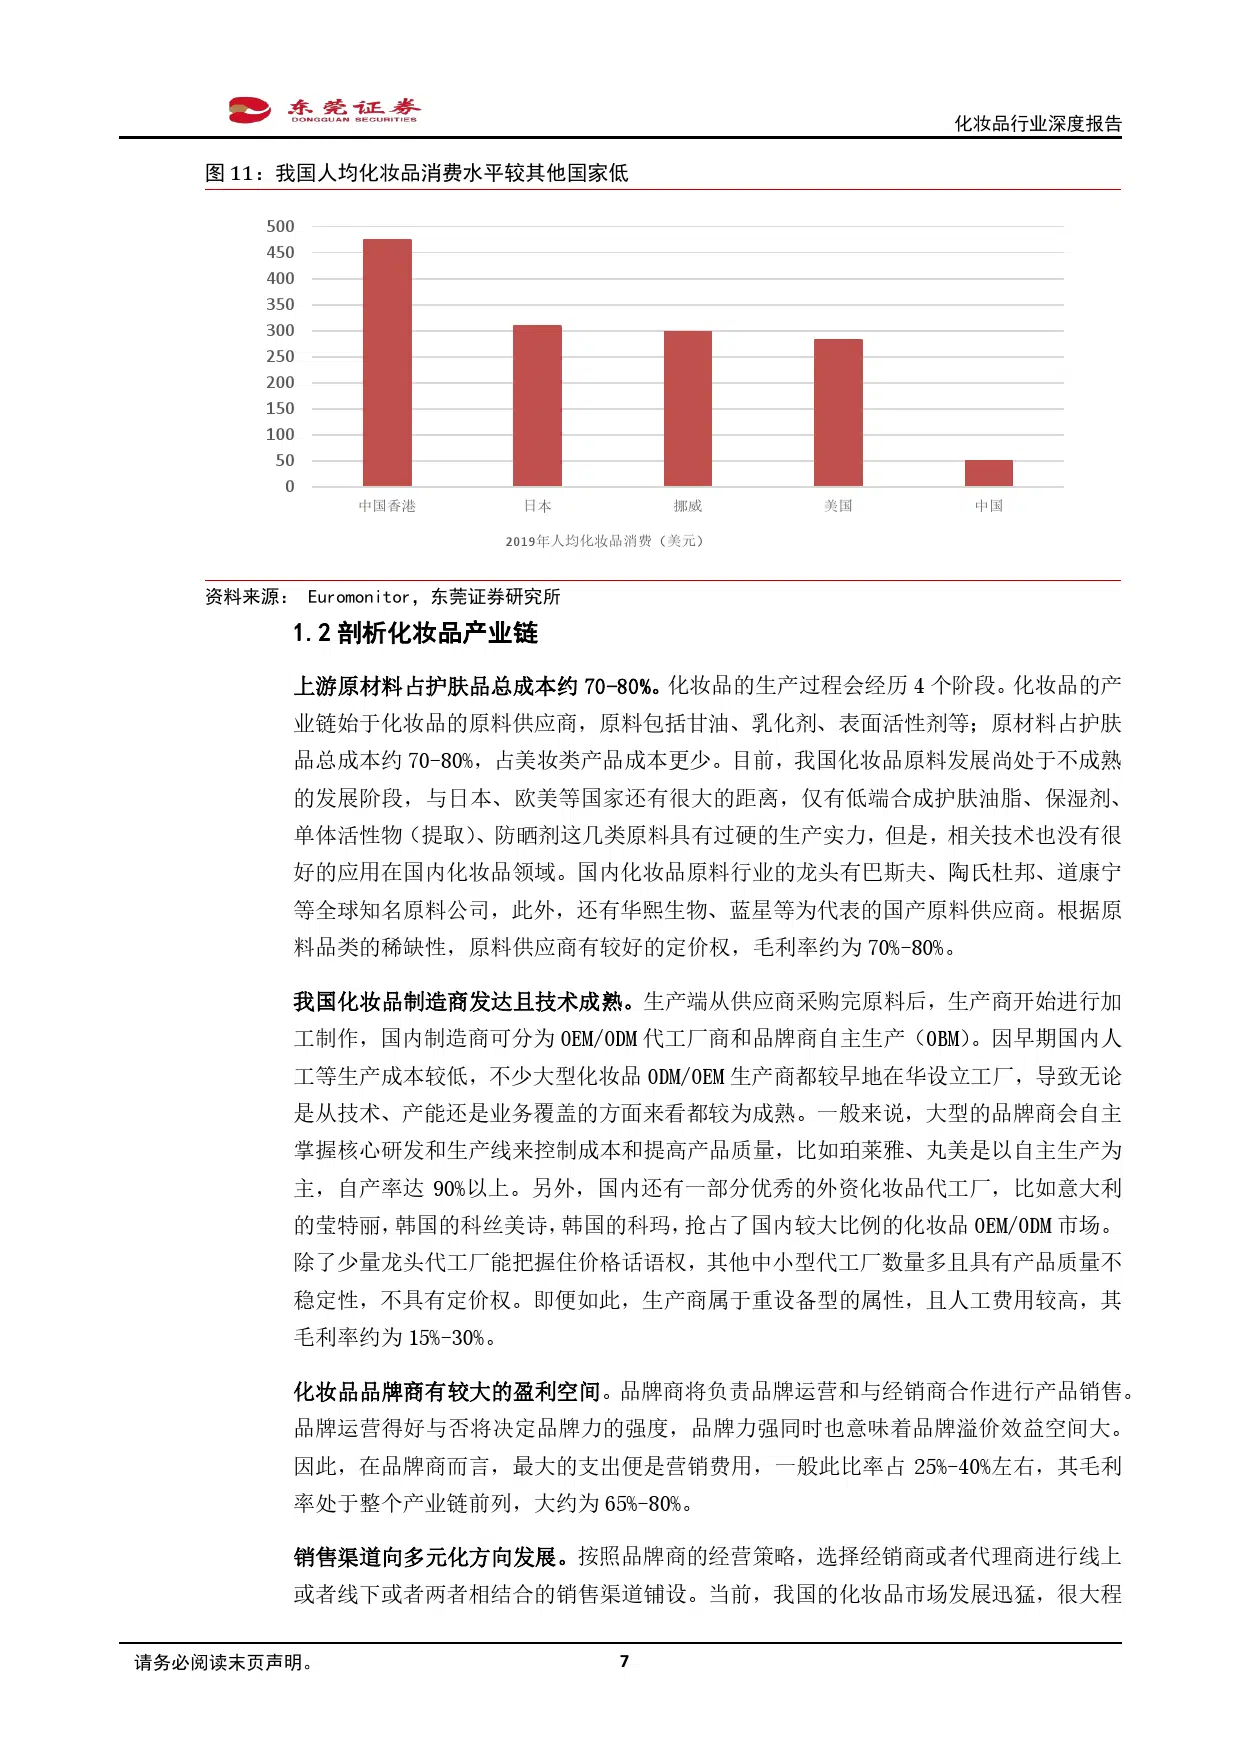 东莞证券
DONGGUAN SECURITIES
化妆品行业深度报告
图 11：我国人均化妆品消费水平较其他国家低
500
450
400
350
300
250
200
150
100
50
0
中国香港 日本 挪威 美国 中国
2019年人均化妆品消费（美元）
资料来源： Euromonitor，东莞证券研究所
1.2 剖析化妆品产业链
上游原材料占护肤品总成本约 70-80%。化妆品的生产过程会经历 4 个阶段。化妆品的产
业链始于化妆品的原料供应商，原料包括甘油、乳化剂、表面活性剂等；原材料占护肤
品总成本约 70-80%，占美妆类产品成本更少。目前，我国化妆品原料发展尚处于不成熟
的发展阶段，与日本、欧美等国家还有很大的距离，仅有低端合成护肤油脂、保湿剂、
单体活性物（提取）、防晒剂这几类原料具有过硬的生产实力，但是，相关技术也没有很
好的应用在国内化妆品领域。国内化妆品原料行业的龙头有巴斯夫、陶氏杜邦、道康宁
等全球知名原料公司，此外，还有华熙生物、蓝星等为代表的国产原料供应商。根据原
料品类的稀缺性，原料供应商有较好的定价权，毛利率约为 70%-80%。
我国化妆品制造商发达且技术成熟。生产端从供应商采购完原料后，生产商开始进行加
工制作，国内制造商可分为 OEM/ODM 代工厂商和品牌商自主生产（OBM）。因早期国内人
工等生产成本较低，不少大型化妆品 ODM/OEM 生产商都较早地在华设立工厂，导致无论
是从技术、产能还是业务覆盖的方面来看都较为成熟。一般来说，大型的品牌商会自主
掌握核心研发和生产线来控制成本和提高产品质量，比如珀莱雅、丸美是以自主生产为
主，自产率达 90%以上。另外，国内还有一部分优秀的外资化妆品代工厂，比如意大利
的莹特丽，韩国的科丝美诗，韩国的科玛，抢占了国内较大比例的化妆品 OEM/ODM 市场。
除了少量龙头代工厂能把握住价格话语权，其他中小型代工厂数量多且具有产品质量不
稳定性，不具有定价权。即便如此，生产商属于重设备型的属性，且人工费用较高，其
毛利率约为 15%-30%。
化妆品品牌商有较大的盈利空间。品牌商将负责品牌运营和与经销商合作进行产品销售。
品牌运营得好与否将决定品牌力的强度，品牌力强同时也意味着品牌溢价效益空间大。
因此，在品牌商而言，最大的支出便是营销费用，一般此比率占 25%-40%左右，其毛利
率处于整个产业链前列，大约为 65%-80%。
销售渠道向多元化方向发展。按照品牌商的经营策略，选择经销商或者代理商进行线上
或者线下或者两者相结合的销售渠道铺设。当前，我国的化妆品市场发展迅猛，很大程
请务必阅读末页声明。
7